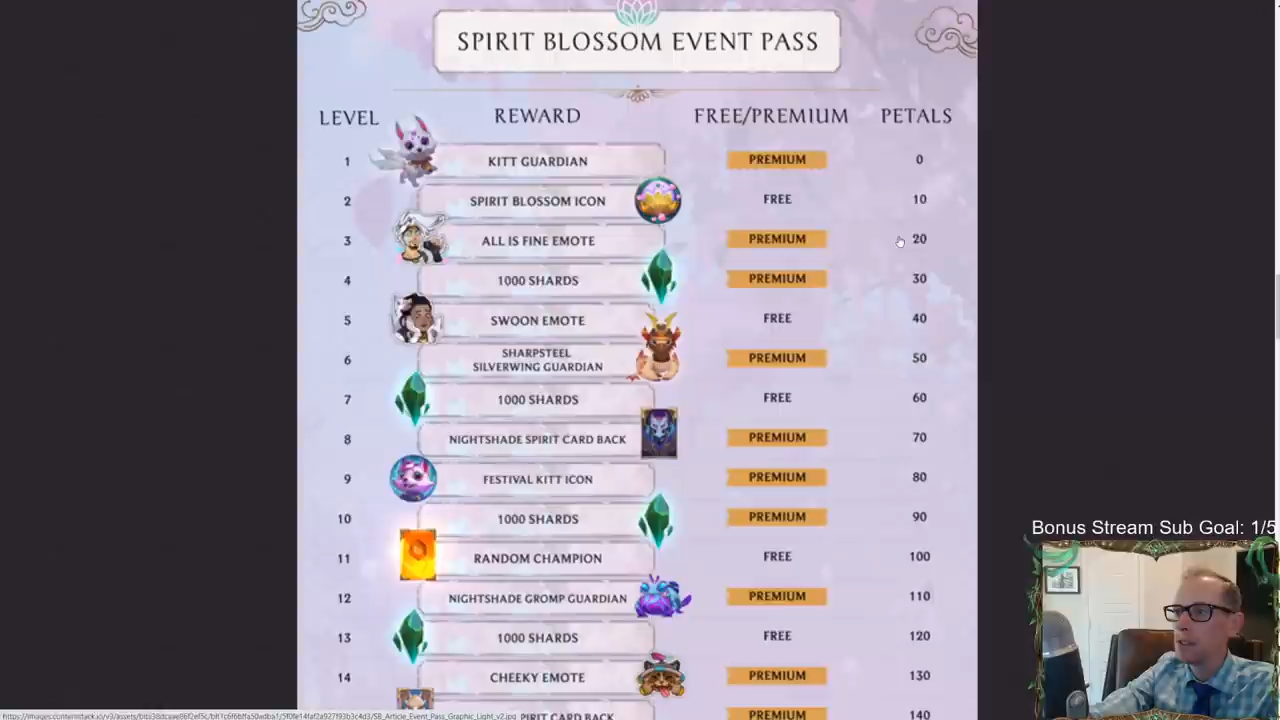 SPIRIT BLOSSOM EVENT PASS
LEVEL REWARD FREE/PREMIUM PETALS
1 KITT GUARDIAN PREMIUM 0
2 SPIRIT BLOSSOM ICON FREE 10
3 ALL IS FINE EMOTE PREMIUM 20
4 1000 SHARDS PREMIUM 30
5 SWOON EMOTE FREE 40
6 SHARPSTEEL
SILVERWING GUARDIAN PREMIUM 50
7 1000 SHARDS FREE 60
8 NIGHTSHADE SPIRIT CARD BACK PREMIUM 70
9 FESTIVAL KITT ICON PREMIUM 80
10 1000 SHARDS PREMIUM 90
Bonus Stream Sub Goal: 1/5
11 RANDOM CHAMPION FREE 100
12 NIGHTSHADE GROMP GUARDIAN PREMIUM 110
13 1000 SHARDS FREE 120
14 CHEEKY EMOTE PREMIUM 130
PIRIT CARD BACK PREMIUM 140